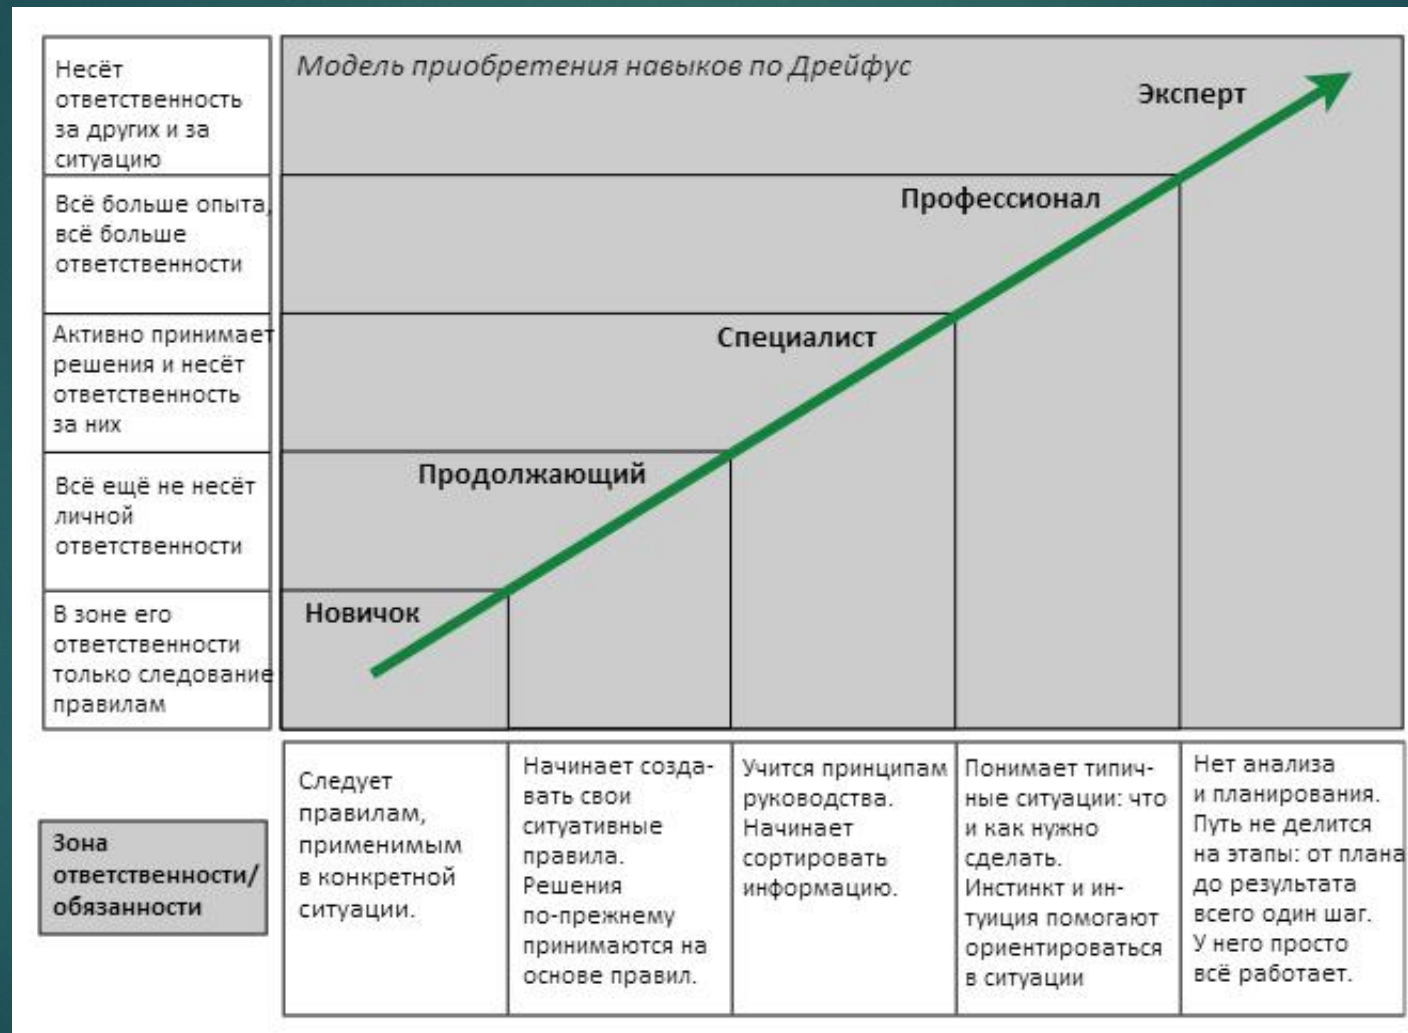 Модель приобретения навыков по Дрейфус
Несёт
ответственность
за других и за
ситуацию
Эксперт
Всё больше опыта,
всё больше
ответственности
Профессионал
Активно принимает
решения и несёт
ответственность
за них
Специалист
Всё ещё не несёт
личной
ответственности
Продолжающий
В зоне его
ответственности
только следование
правилам
Новичок
Зона
ответственности/
обязанности
Следует
правилам,
применимым
в конкретной
ситуации.
Начинает созда-
вать свои
ситуативные
правила.
Решения
по-прежнему
принимаются на
основе правил.
Учится принципам
руководства.
Начинает
сортировать
информацию.
Понимает типич-
ные ситуации: что
и как нужно
сделать.
Инстинкт и ин-
туиция помогают
ориентироваться
в ситуации
Нет анализа
и планирования.
Путь не делится
на этапы: от плана
до результата
всего один шаг.
У него просто
всё работает.